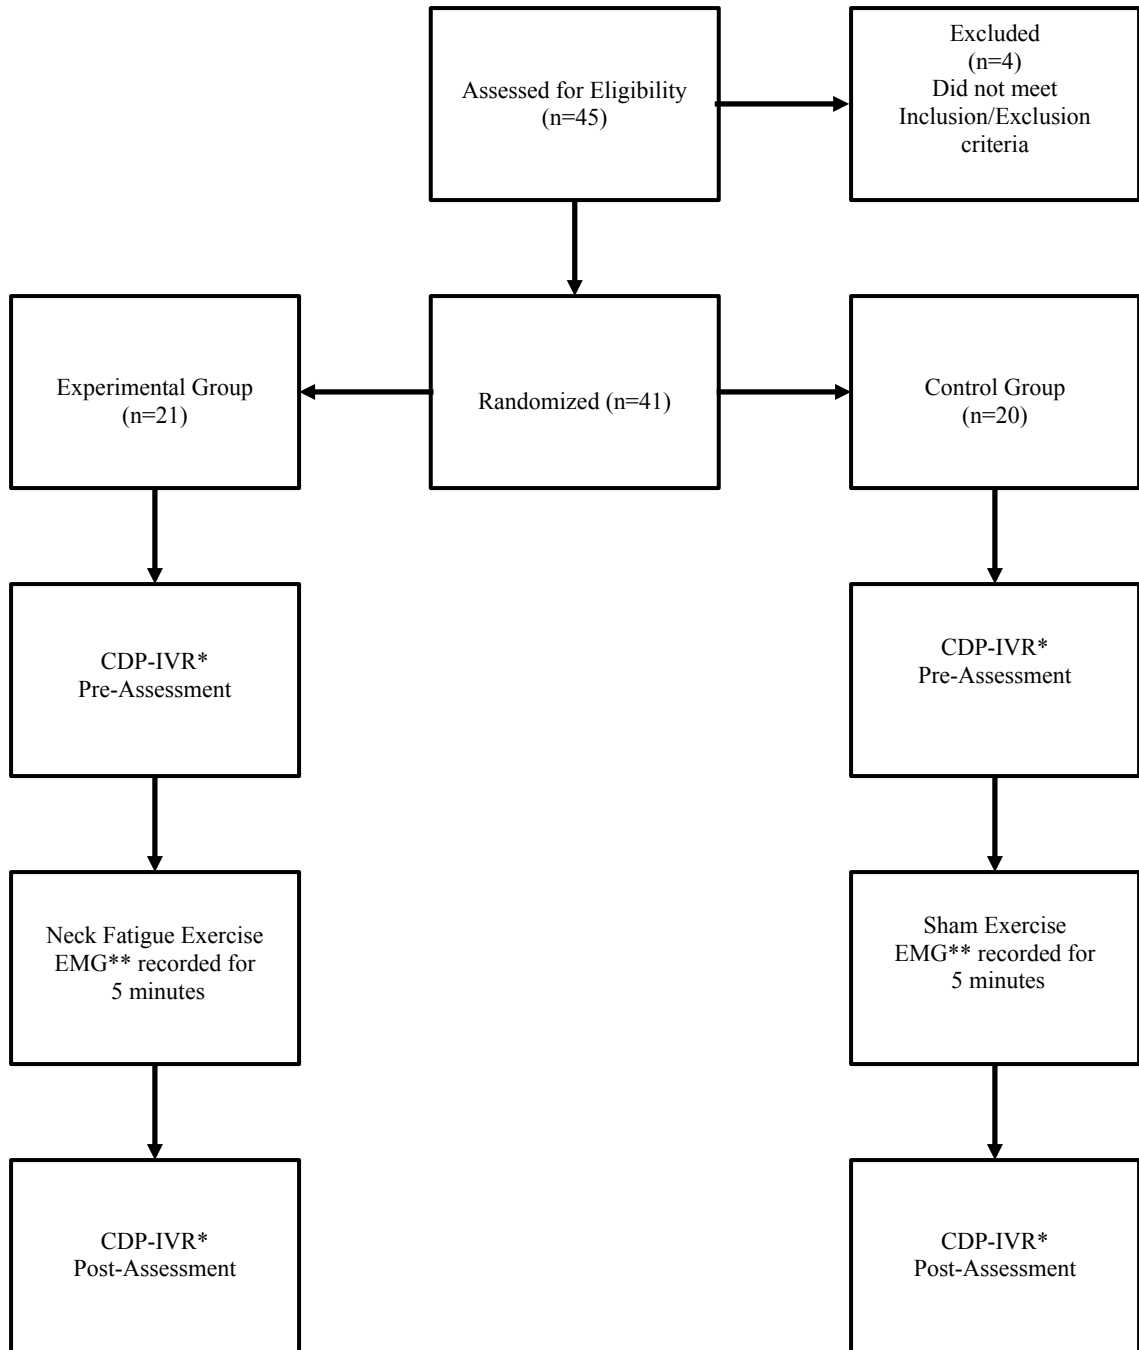 Assessed for Eligibility
(n=45)
Excluded
(n=4)
Did not meet
Inclusion/Exclusion
criteria
Experimental Group
(n=21)
Randomized (n=41)
Control Group
(n=20)
CDP-IVR*
Pre-Assessment
CDP-IVR*
Pre-Assessment
Neck Fatigue Exercise
EMG** recorded for
5 minutes
Sham Exercise
EMG** recorded for
5 minutes
CDP-IVR*
Post-Assessment
CDP-IVR*
Post-Assessment